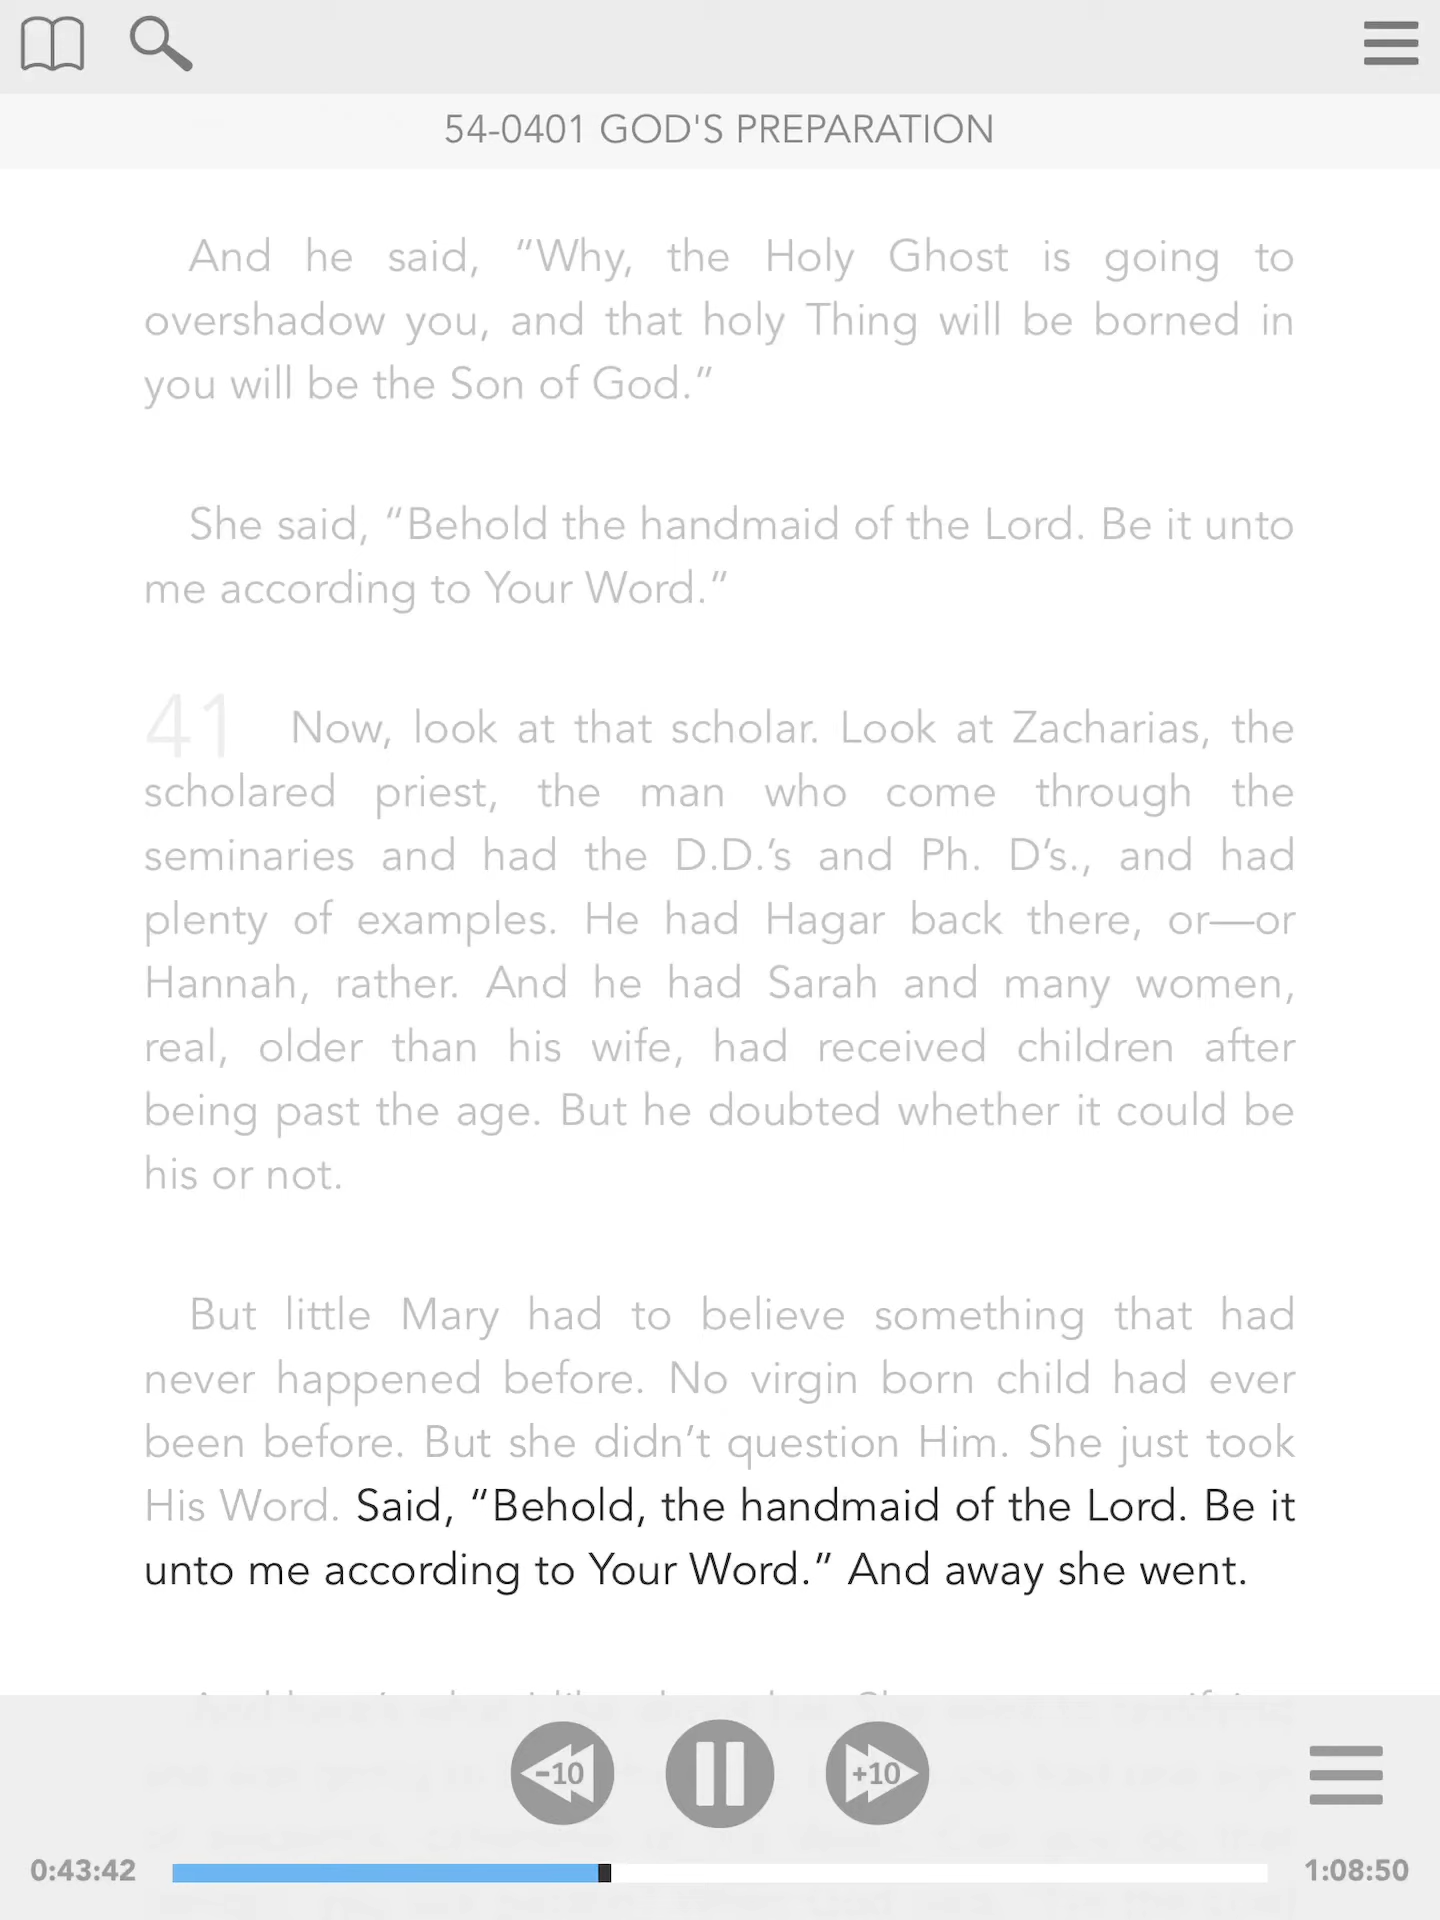 54-0401 GOD'S PREPARATION
And he said, “Why, the Holy Ghost is going to
overshadow you, and that holy Thing will be borned in
you will be the Son of God.”
She said, “Behold the handmaid of the Lord. Be it unto
me according to Your Word.”
41 Now, look at that scholar. Look at Zacharias, the
scholared priest, the man who come through the
seminaries and had the D.D.’s and Ph. D’s., and had
plenty of examples. He had Hagar back there, or—or
Hannah, rather. And he had Sarah and many women,
real, older than his wife, had received children after
being past the age. But he doubted whether it could be
his or not.
But little Mary had to believe something that had
never happened before. No virgin born child had ever
been before. But she didn’t question Him. She just took
His Word. Said, “Behold, the handmaid of the Lord. Be it
unto me according to Your Word.” And away she went.
-10 +10
0:43:42 1:08:50